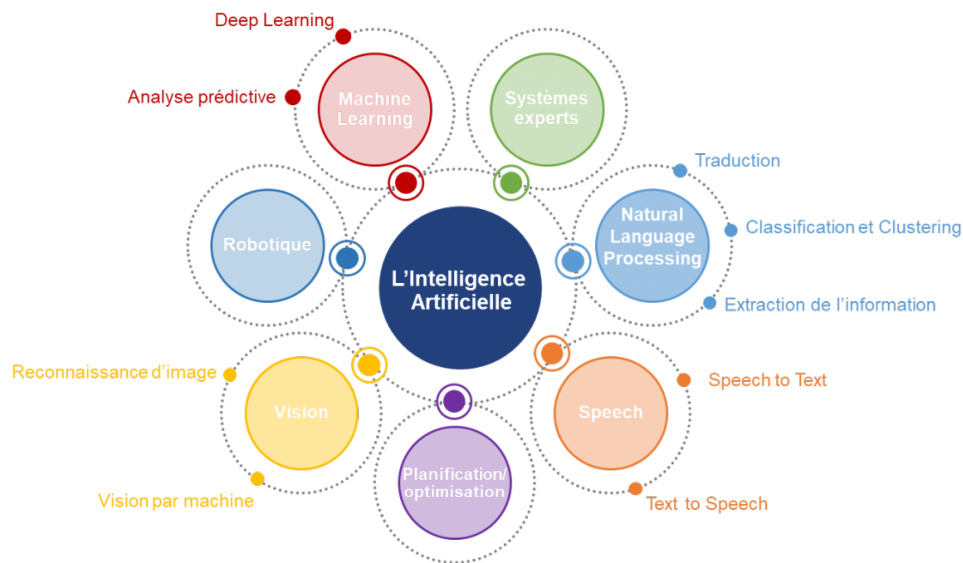 Deep Learning
Analyse prédictive
Machine
Learning
Systèmes
experts
Traduction
Classification et Clustering
Extraction de l'information
Natural
Language
Processing
Robotique
L'Intelligence
Artificielle
Reconnaissance d'image
Vision
Vision par machine
Planification/
optimisation
Speech
Speech to Text
Text to Speech